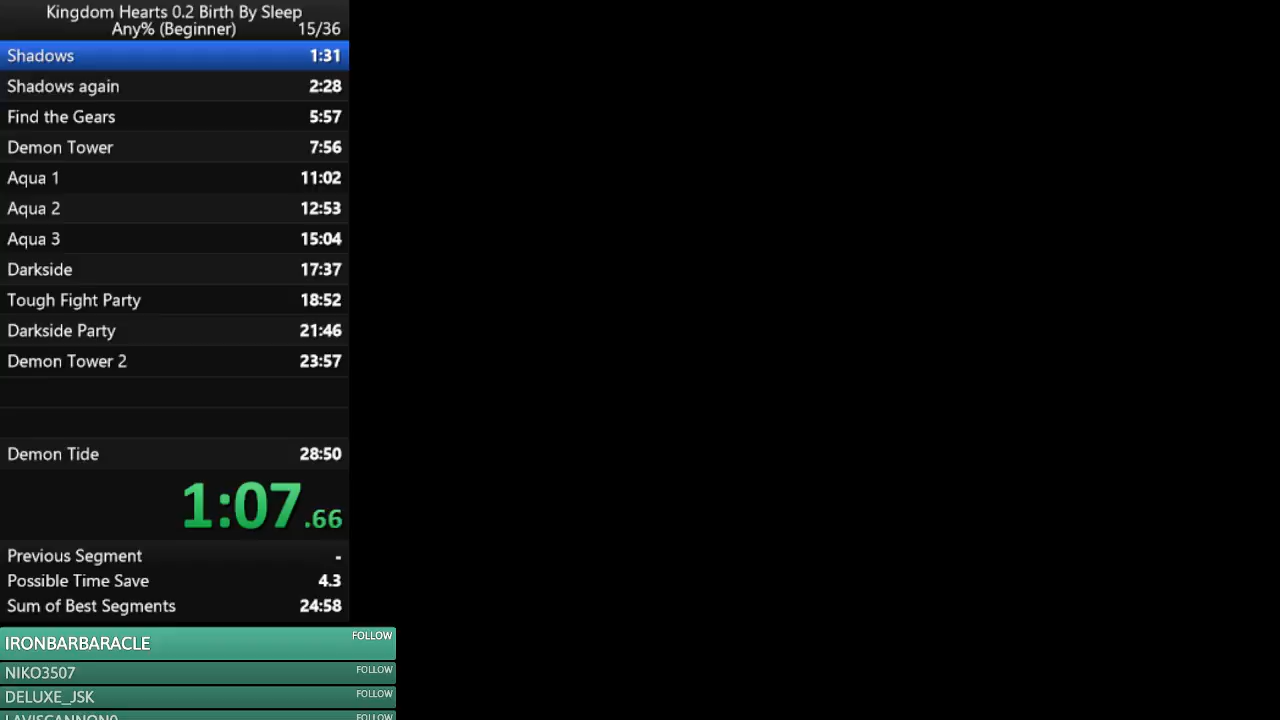 Kingdom Hearts 0.2 Birth By Sleep
Any% (Beginner) 15/36
Shadows 1:31
Shadows again 2:28
Find the Gears 5:57
Demon Tower 7:56
Aqua 1 11:02
Aqua 2 12:53
Aqua 3 15:04
Darkside 17:37
Tough Fight Party 18:52
Darkside Party 21:46
Demon Tower 2 23:57
Demon Tide 28:50
1:07.66
Previous Segment -
Possible Time Save 4.3
Sum of Best Segments 24:58
IRONBARBARACLE FOLLOW
NIKO3507 FOLLOW
DELUXE_JSK FOLLOW
FOLLOW